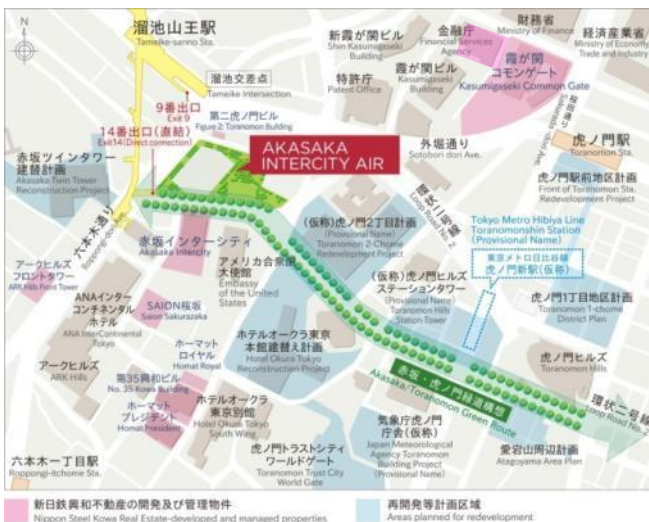 N
溜池山王駅
Tameike-sanno Sta.
溜池交差点
Tameike Intersection
9番出口
Exit 9
14番出口(直結)
Exit14(Direct connection)
第二虎の門ビル
Figure 2: Toranomon Building
新霞が関ビル
Shin Kasumigaseki
Building
特許庁
Patent Office
霞が関ビル
Kasumigaseki
Building
金融庁
Financial Services
Agency
財務省
Ministry of Finance
経済産業省
Ministry of Economy,
Trade and Industry
霞が関
コモンゲート
Kasumigaseki Common Gate
桜田通り
Sakurada-dori Ave.
外堀通り
Sotobori dori Ave.
虎ノ門駅
Toranomon Sta.
虎ノ門駅前地区計画
Front of Toranomon Sta.
Redevelopment Project
AKASAKA
INTERCITY AIR
赤坂ツインタワー
建替計画
Akasaka Twin Tower
Reconstruction Project
六本木通り
Roppongi-dori Ave.
環状二号線
Loop Road No. 2
Tokyo Metro Hibiya Line
Toranomonshin Station
(Provisional Name)
東京メトロ日比谷線
虎ノ門新駅(仮称)
赤坂インターシティ
Akasaka Intercity
アメリカ合衆国
大使館
Embassy
of the United
States
(仮称)虎ノ門2丁目計画
(Provisional Name)
Toranomon 2-Chome
Redevelopment Project
(仮称)虎ノ門ヒルズ
ステーションタワー
(Provisional Name)
Toranomon Hills
Station Tower
アークヒルズ
フロントタワー
ARK Hills Front Tower
ANAインター
コンチネンタル
ホテル
ANA InterContinental
Tokyo
SAION桜坂
Saion Sakurazaka
ホテルオークラ東京
本館建替え計画
Hotel Okura Tokyo
Reconstruction Project
虎ノ門1丁目地区計画
Toranomon 1-chome
District Plan
アークヒルズ
ARK Hills
ホーマット
ロイヤル
Homat Royal
第35興和ビル
No. 35 Kowa Building
ホーマット
プレジデント
Homat President
ホテルオークラ
東京別館
Hotel Okura Tokyo
South Wing
赤坂・虎ノ門緑道構想
Akasaka/Toranomon Green Route
虎ノ門ヒルズ
Toranomon Hills
環状二号線
Loop Road No. 2
気象庁虎ノ門
庁舎(仮称)
Japan Meteorological
Agency Toranomon
Building Project
(Provisional Name)
愛宕山周辺計画
Atagoyama Area Plan
虎ノ門トラストシティ
ワールドゲート
Toranomon Trust City
World Gate
六本木一丁目駅
Roppongi-itchome Sta.
新日鉄興和不動産の開発及び管理物件
Nippon Steel Kowa Real Estate-developed and managed properties
再開発等計画区域
Areas planned for redevelopment